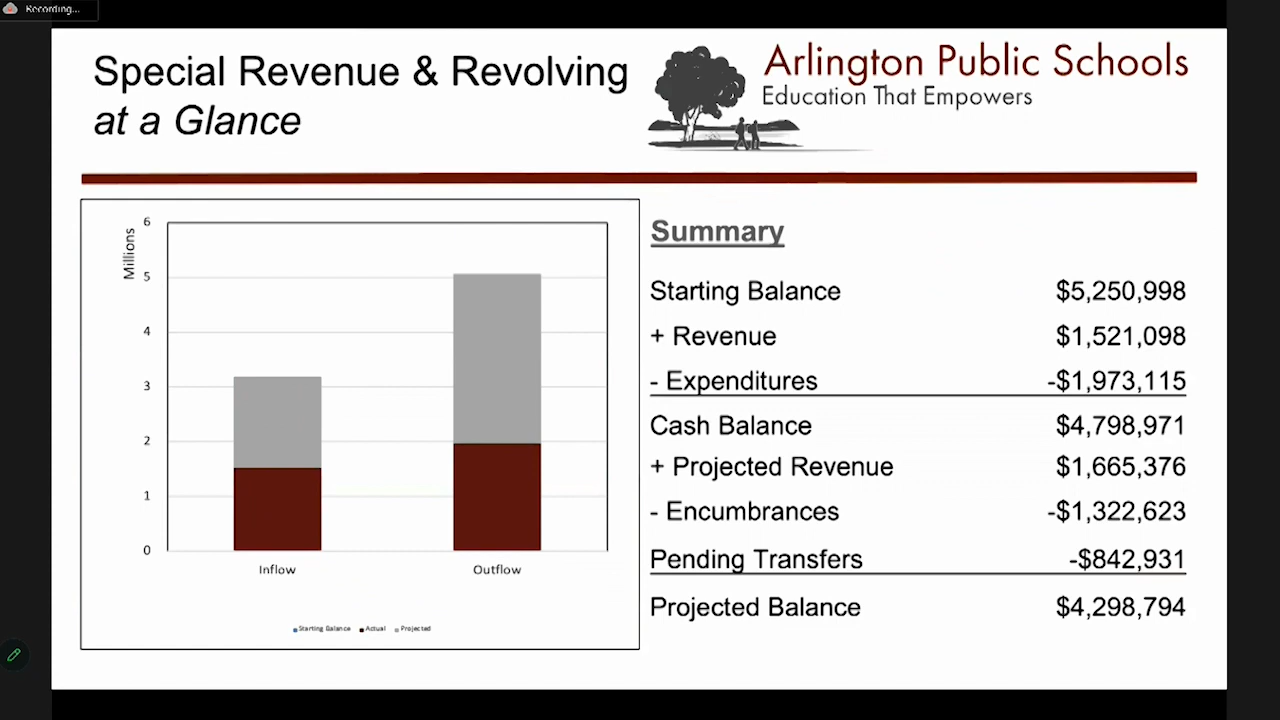 Recording...
Special Revenue & Revolving
at a Glance
Arlington Public Schools
Education That Empowers
Millions
6
5
4
3
2
1
0
Inflow
Outflow
Starting Balance Actual Projected
Summary
Starting Balance $5,250,998
+ Revenue $1,521,098
- Expenditures -$1,973,115
Cash Balance $4,798,971
+ Projected Revenue $1,665,376
- Encumbrances -$1,322,623
Pending Transfers -$842,931
Projected Balance $4,298,794